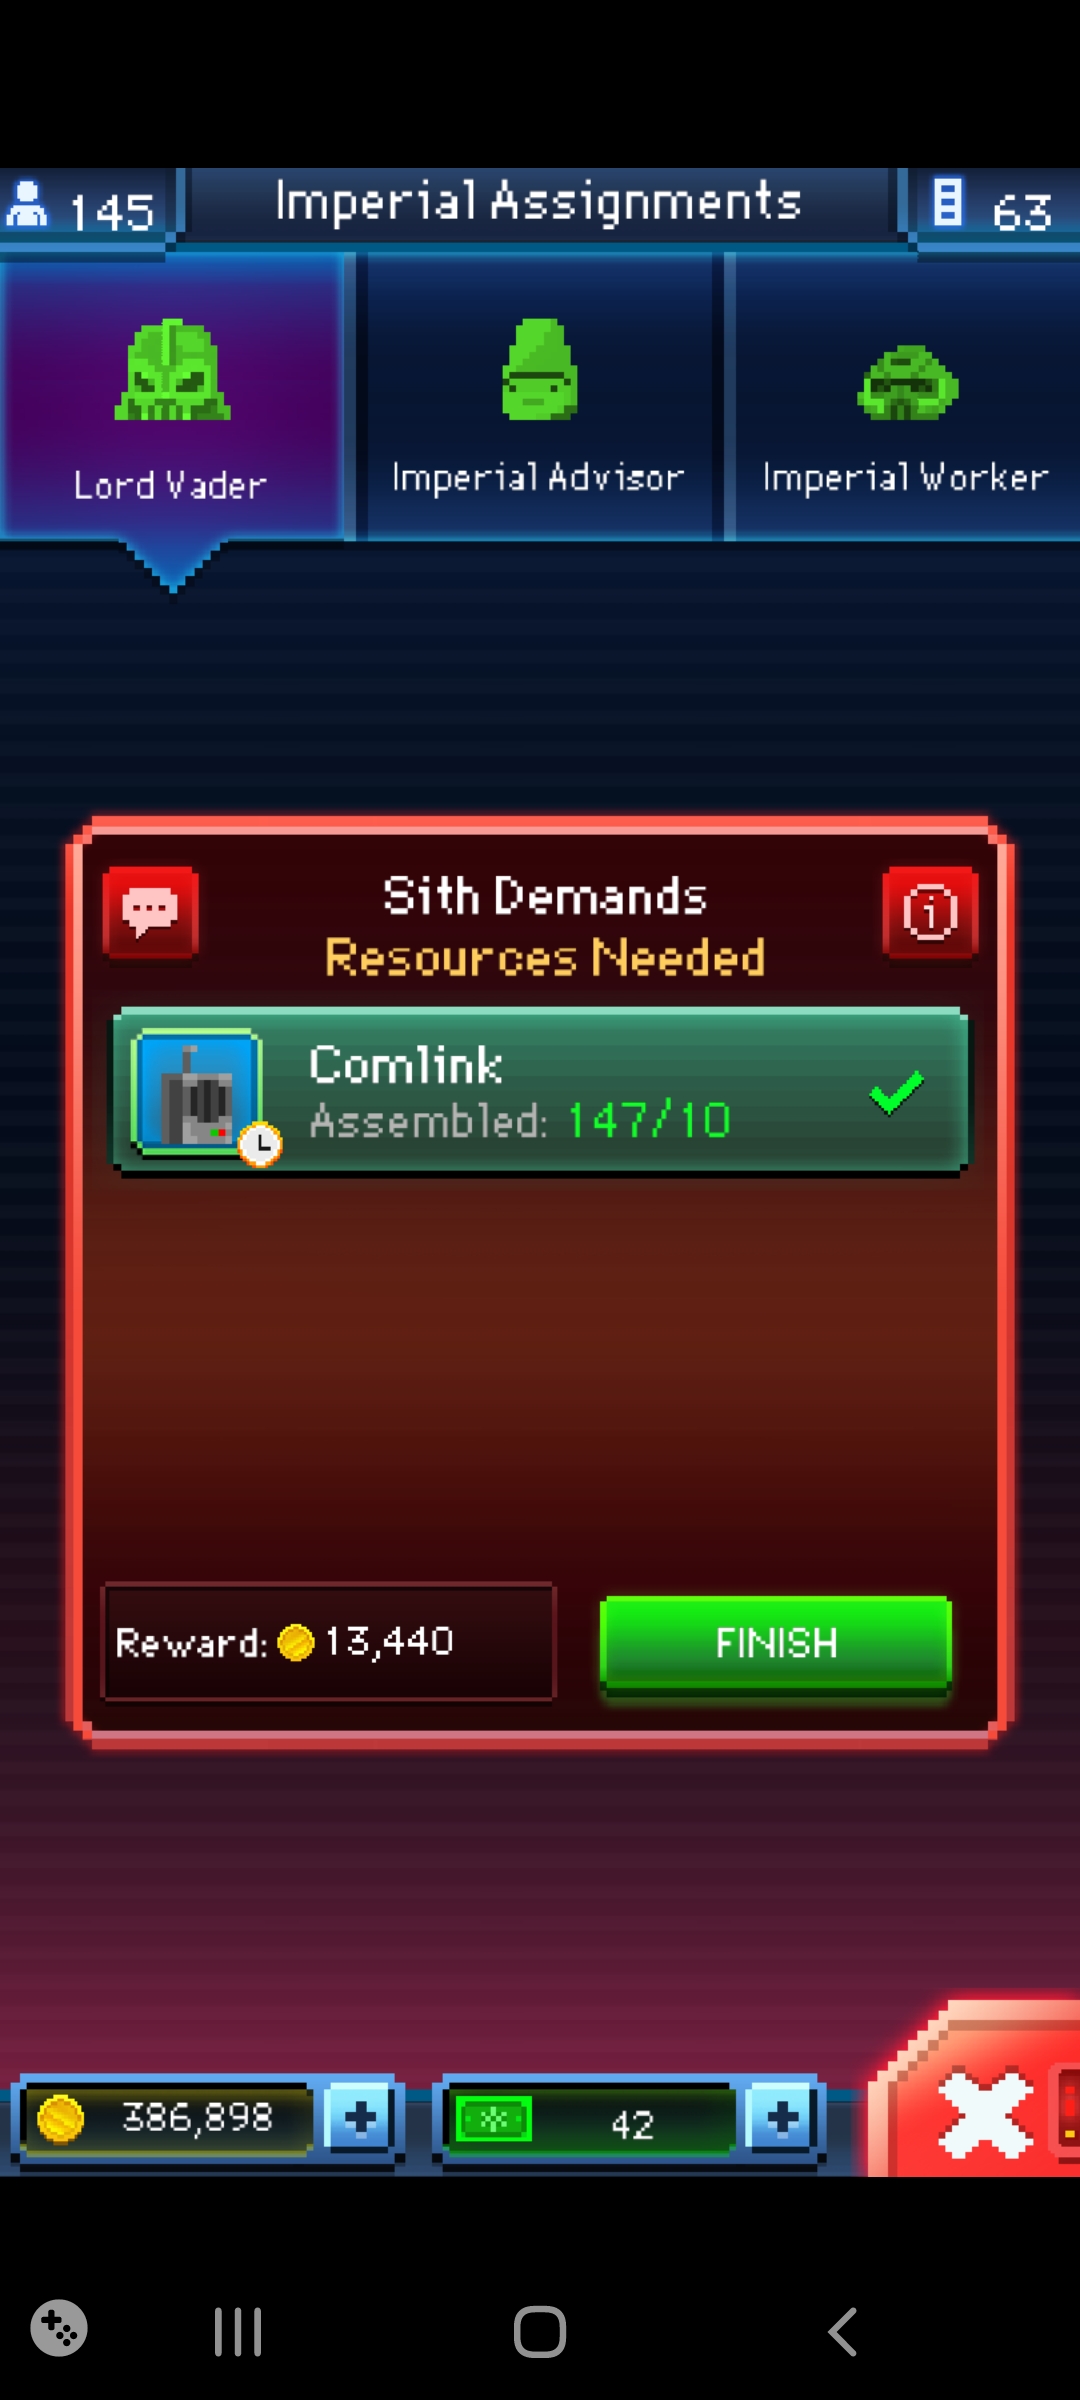 145
Imperial Assignments
63
Lord Vader
Imperial Advisor
Imperial Worker
Sith Demands
Resources Needed
Comlink
Assembled: 147/10
Reward: 13,440
FINISH
386,898
42